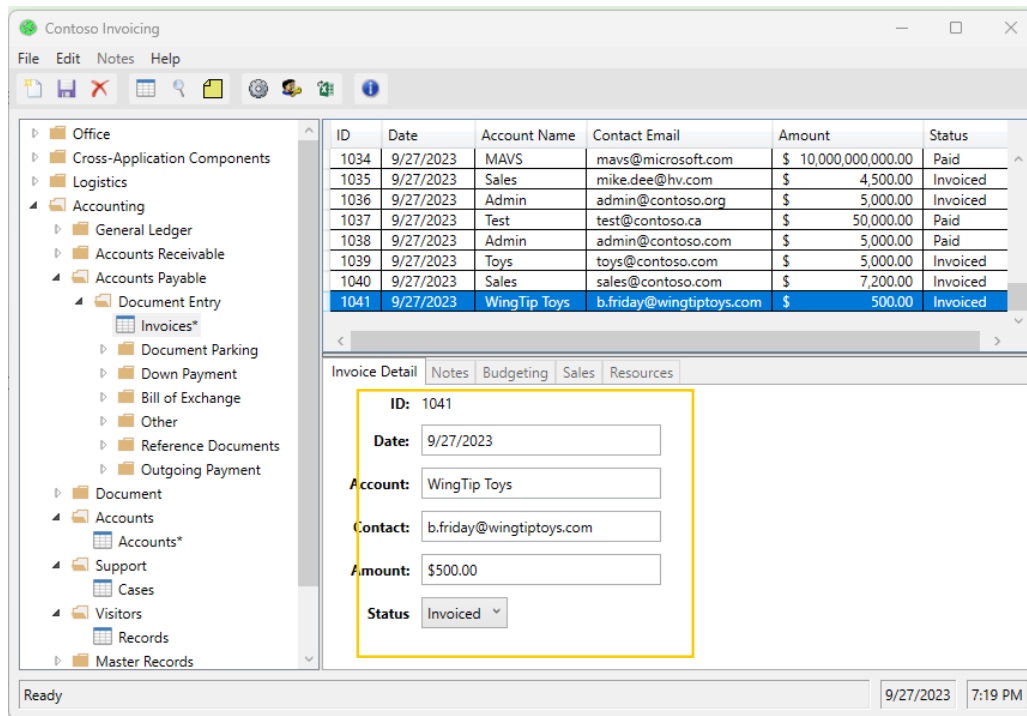 Contoso Invoicing
File Edit Notes Help
Office
Cross-Application Components
Logistics
Accounting
General Ledger
Accounts Receivable
Accounts Payable
Document Entry
Invoices*
Document Parking
Down Payment
Bill of Exchange
Other
Reference Documents
Outgoing Payment
Document
Accounts
Accounts*
Support
Cases
Visitors
Records
Master Records
ID Date Account Name Contact Email Amount Status
1034 9/27/2023 MAVS mavs@microsoft.com $ 10,000,000,000.00 Paid
1035 9/27/2023 Sales mike.dee@hv.com $ 4,500.00 Invoiced
1036 9/27/2023 Admin admin@contoso.org $ 5,000.00 Invoiced
1037 9/27/2023 Test test@contoso.ca $ 50,000.00 Paid
1038 9/27/2023 Admin admin@contoso.com $ 5,000.00 Paid
1039 9/27/2023 Toys toys@contoso.com $ 5,000.00 Invoiced
1040 9/27/2023 Sales sales@contoso.com $ 7,200.00 Invoiced
1041 9/27/2023 WingTip Toys b.friday@wingtiptoys.com $ 500.00 Invoiced
Invoice Detail Notes Budgeting Sales Resources
ID: 1041
Date: 9/27/2023
Account: WingTip Toys
Contact: b.friday@wingtiptoys.com
Amount: $500.00
Status Invoiced
Ready 9/27/2023 7:19 PM